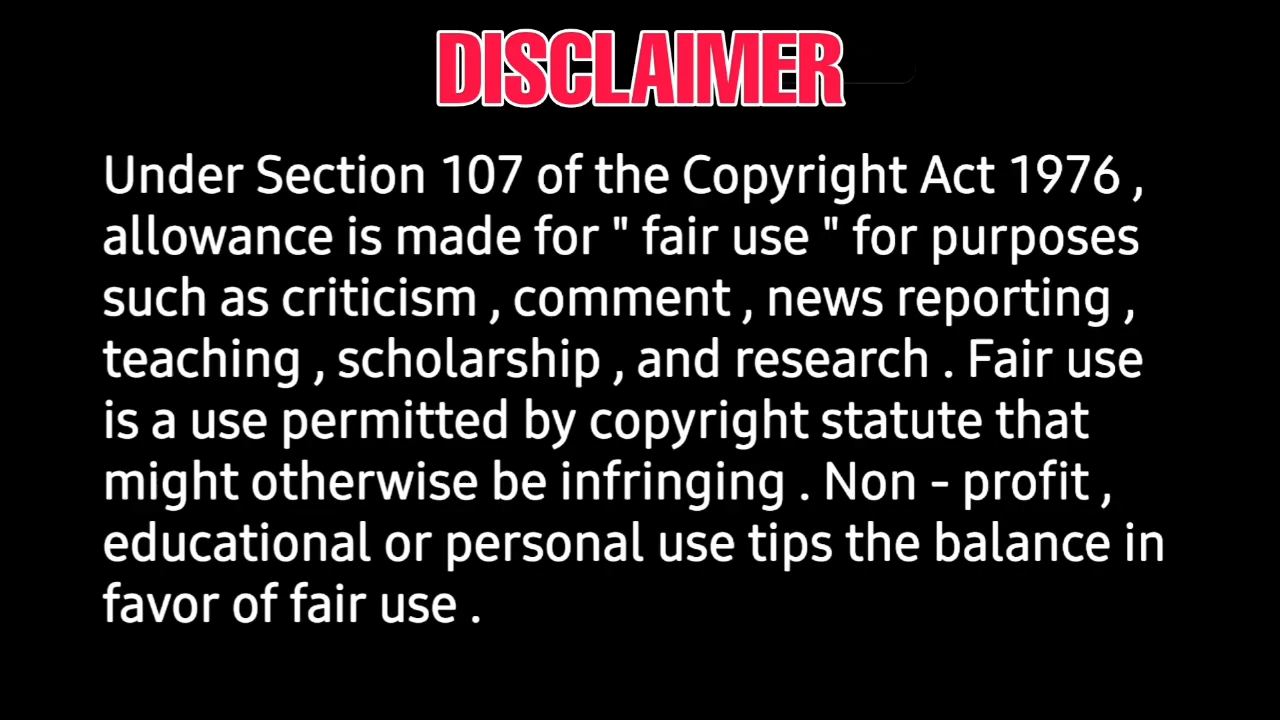 DISCLAIMER
Under Section 107 of the Copyright Act 1976 ,
allowance is made for " fair use " for purposes
such as criticism , comment , news reporting ,
teaching , scholarship , and research . Fair use
is a use permitted by copyright statute that
might otherwise be infringing . Non - profit ,
educational or personal use tips the balance in
favor of fair use .